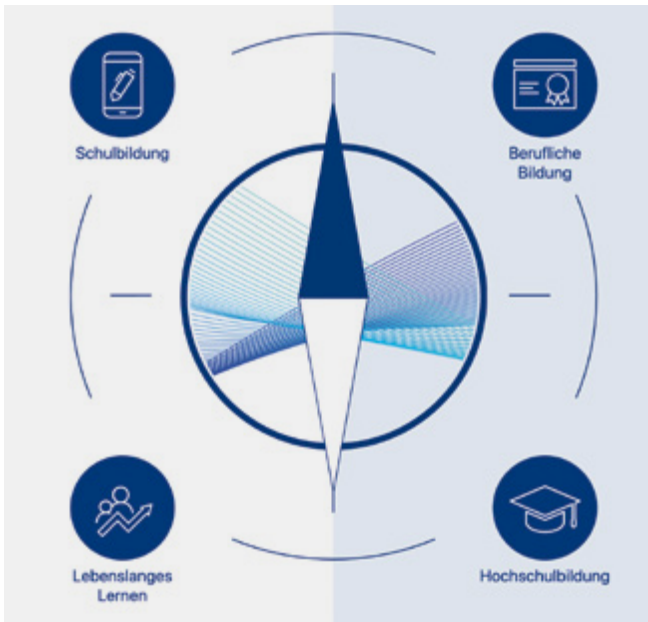 Schulbildung
Berufliche
Bildung
Lebenslanges
Lernen
Hochschulbildung